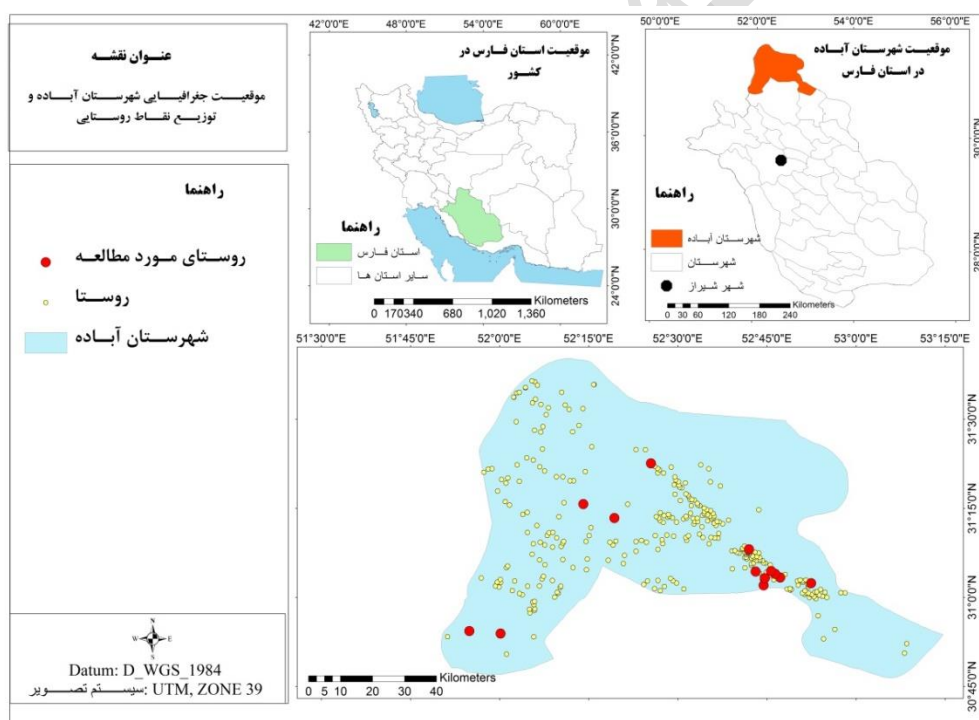 عنوان نقشه
موقعیت جغرافیایی شهرستان آباده و
توزیع نقاط روستایی
راهنما
روستای مورد مطالعه
روستا
شهرستان آباده
N
W E
S
Datum: D_WGS_1984
سیستم تصویر: UTM, ZONE 39
42°0'0"E 48°0'0"E 54°0'0"E 60°0'0"E
موقعیت استان فارس در
کشور
42°0'0"N
36°0'0"N
30°0'0"N
24°0'0"N
راهنما
استان فارس
سایر استان ها
Kilometers
0 170340 680 1,020 1,360
50°0'0"E 52°0'0"E 54°0'0"E 56°0'0"E
موقعیت شهرستان آباده
در استان فارس
30°0'0"N
28°0'0"N
راهنما
شهرستان آباده
شهرستان
شهر شیراز
Kilometers
0 30 60 120 180 240
51°30'0"E 51°45'0"E 52°0'0"E 52°15'0"E 52°30'0"E 52°45'0"E 53°0'0"E 53°15'0"E
31°30'0"N
31°15'0"N
31°0'0"N
30°45'0"N
Kilometers
0 5 10 20 30 40